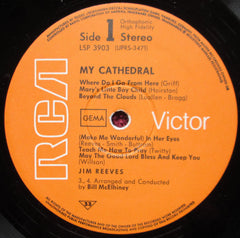 Orthophonic
High Fidelity
Side 1
LSP 3903 (UPRS-3471)
MY CATHEDRAL
Where Do I Go From Here (Griff)
Mary's Little Boy Child (Hairston)
Beyond The Clouds (Loallen - Bragg)
RCA
GEMA
Victor
(Make Me Wonderful) In Her Eyes
(Reeves - Smith - Buttram)
Teach Me How To Pray (Twitty)
May The Good Lord Bless And Keep You
(Willson)
JIM REEVES
3, 4. Arranged and Conducted
by Bill McElhiney
33